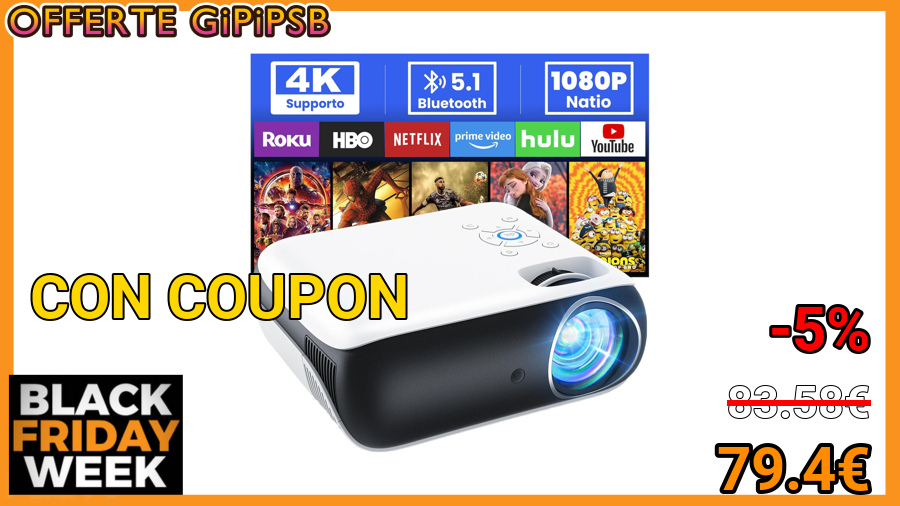 OFFERTE GiPiPSB
4K
Supporto
5.1
Bluetooth
1080P
Natio
ROKU
HBO
NETFLIX
prime video
hulu
YouTube
CON COUPON
-5%
83.58€
79.4€
BLACK
FRIDAY
WEEK